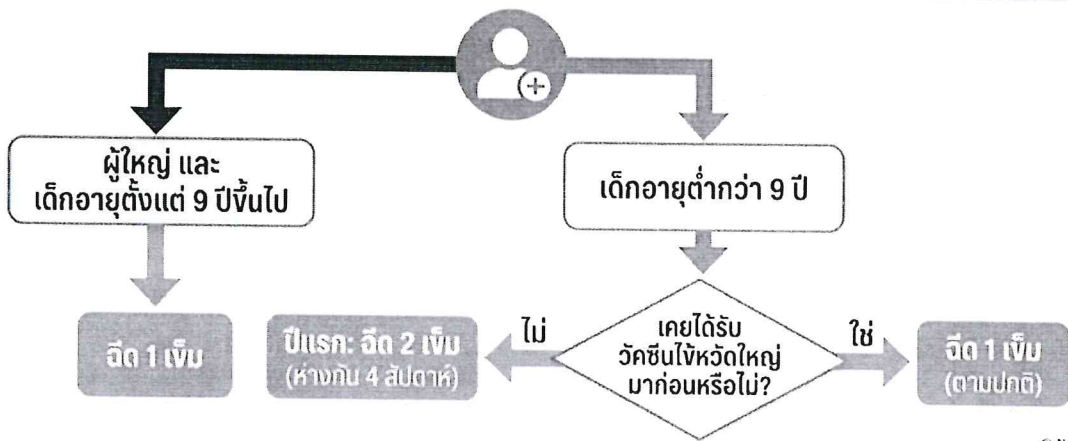 ผู้ใหญ่ และ
เด็กอายุตั้งแต่ 9 ปีขึ้นไป
ฉีด 1 เข็ม
เด็กอายุต่ำกว่า 9 ปี
เคยได้รับ
วัคซีนไข้หวัดใหญ่
มาก่อนหรือไม่?
ไม่
ปีแรก: ฉีด 2 เข็ม
(ห่างกัน 4 สัปดาห์)
ใช่
ฉีด 1 เข็ม
(ตามปกติ)